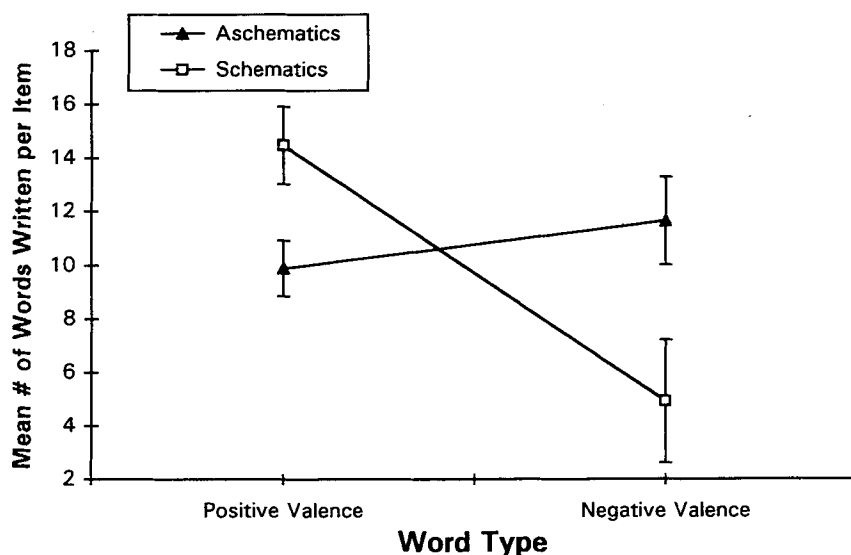 Aschematics
Schematics
Mean # of Words Written per Item
18
16
14
12
10
8
6
4
2
Positive Valence
Negative Valence
Word Type